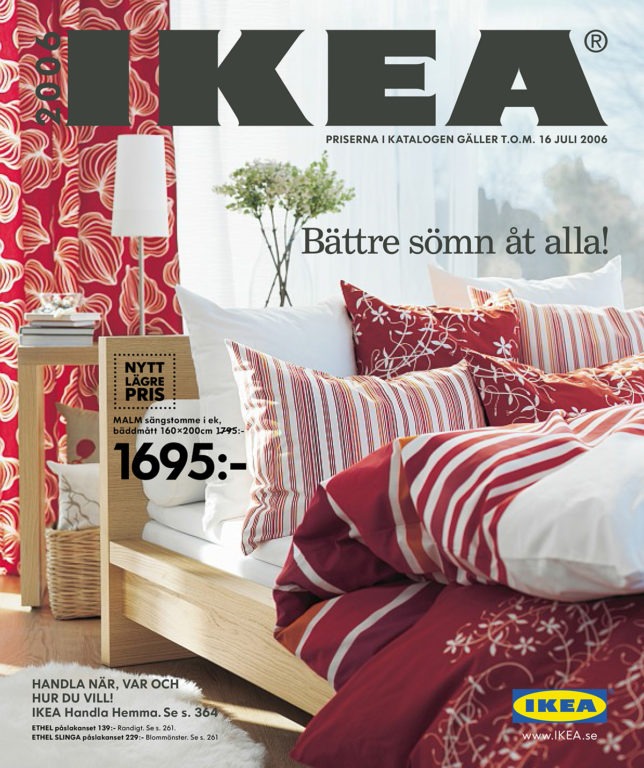 2006
IKEA®
PRISERNA I KATALOGEN GÄLLER T.O.M. 16 JULI 2006
Bättre sömn åt alla!
NYTT
LÄGRE
PRIS
MALM sängstomme i ek,
bäddmått 160×200cm 1795:-
1695:-
HANDLA NÄR, VAR OCH
HUR DU VILL!
IKEA Handla Hemma. Se s. 364
ETHEL påslakanset 139:- Randigt. Se s. 261.
ETHEL SLINGA påslakanset 229:- Blommönster. Se s. 261
IKEA
www.IKEA.se